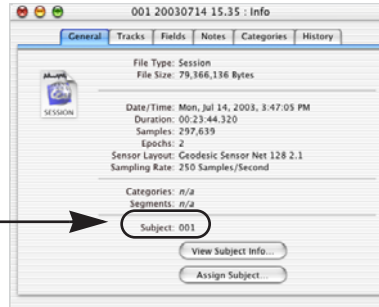 001 20030714 15.35 : Info
General Tracks Fields Notes Categories History
File Type: Session
File Size: 79,366,136 Bytes
SESSION
Date/Time: Mon, Jul 14, 2003, 3:47:05 PM
Duration: 00:23:44.320
Samples: 297,639
Epochs: 2
Sensor Layout: Geodesic Sensor Net 128 2.1
Sampling Rate: 250 Samples/Second
Categories: n/a
Segments: n/a
Subject: 001
View Subject Info...
Assign Subject...